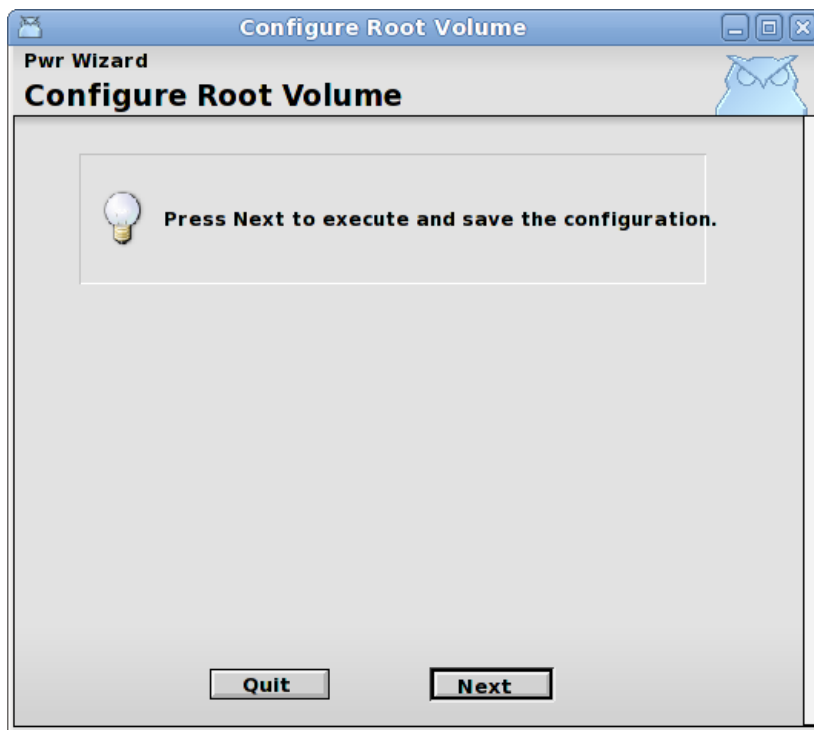 Configure Root Volume
Pwr Wizard
Configure Root Volume
Press Next to execute and save the configuration.
Quit
Next